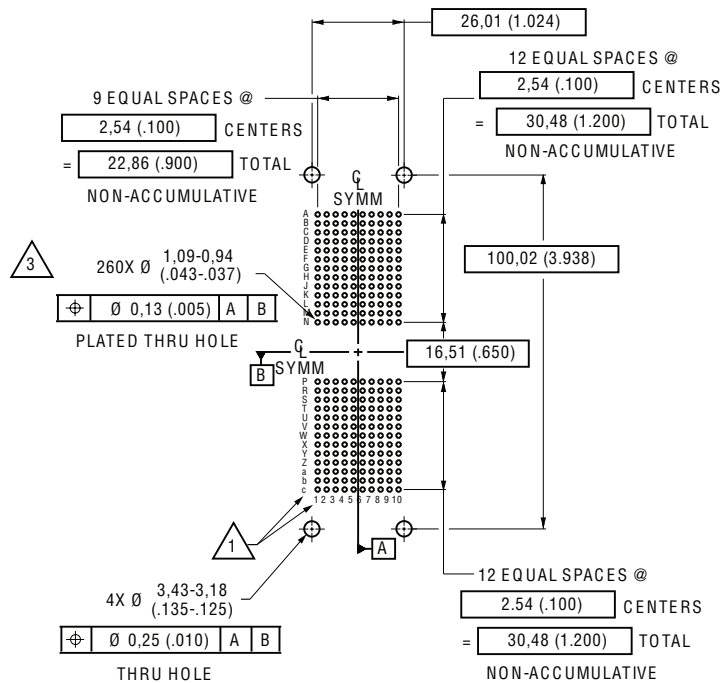 26,01 (1.024)
12 EQUAL SPACES @
2,54 (.100) CENTERS
= 30,48 (1.200) TOTAL
NON-ACCUMULATIVE
9 EQUAL SPACES @
2,54 (.100) CENTERS
= 22,86 (.900) TOTAL
NON-ACCUMULATIVE
CL
SYMM
A
B
C
D
E
F
G
H
J
K
L
M
N
3
260X Ø 1,09-0,94
(.043-.037)
⌖ Ø 0,13 (.005) A B
PLATED THRU HOLE
100,02 (3.938)
16,51 (.650)
CL
SYMM
B
P
R
S
T
U
V
W
X
Y
Z
a
b
c
1 2 3 4 5 6 7 8 9 10
1
A
4X Ø 3,43-3,18
(.135-.125)
⌖ Ø 0,25 (.010) A B
THRU HOLE
12 EQUAL SPACES @
2.54 (.100) CENTERS
= 30,48 (1.200) TOTAL
NON-ACCUMULATIVE